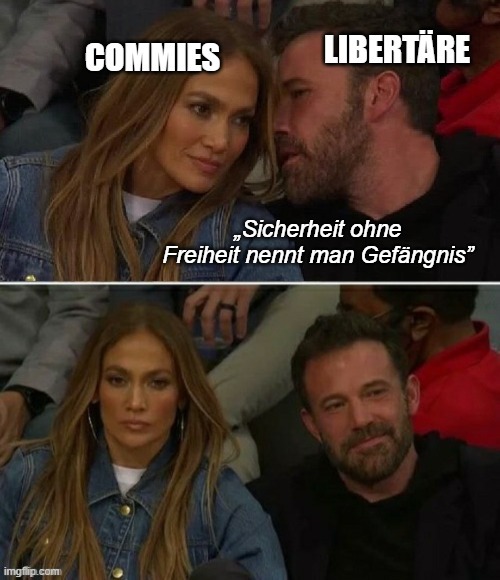 COMMIES
LIBERTÄRE
„Sicherheit ohne
Freiheit nennt man Gefängnis”
imgflip.com